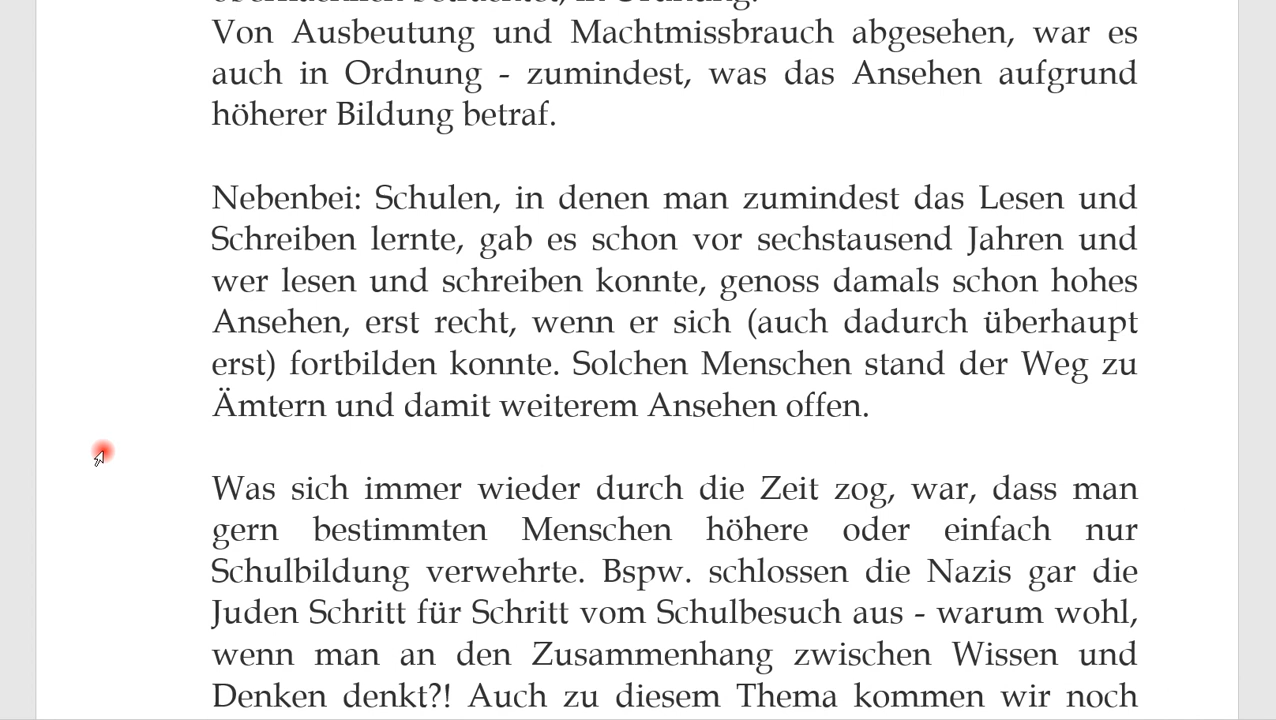 Von Ausbeutung und Machtmissbrauch abgesehen, war es
auch in Ordnung - zumindest, was das Ansehen aufgrund
höherer Bildung betraf.
Nebenbei: Schulen, in denen man zumindest das Lesen und
Schreiben lernte, gab es schon vor sechstausend Jahren und
wer lesen und schreiben konnte, genoss damals schon hohes
Ansehen, erst recht, wenn er sich (auch dadurch überhaupt
erst) fortbilden konnte. Solchen Menschen stand der Weg zu
Ämtern und damit weiterem Ansehen offen.
Was sich immer wieder durch die Zeit zog, war, dass man
gern bestimmten Menschen höhere oder einfach nur
Schulbildung verwehrte. Bspw. schlossen die Nazis gar die
Juden Schritt für Schritt vom Schulbesuch aus - warum wohl,
wenn man an den Zusammenhang zwischen Wissen und
Denken denkt?! Auch zu diesem Thema kommen wir noch